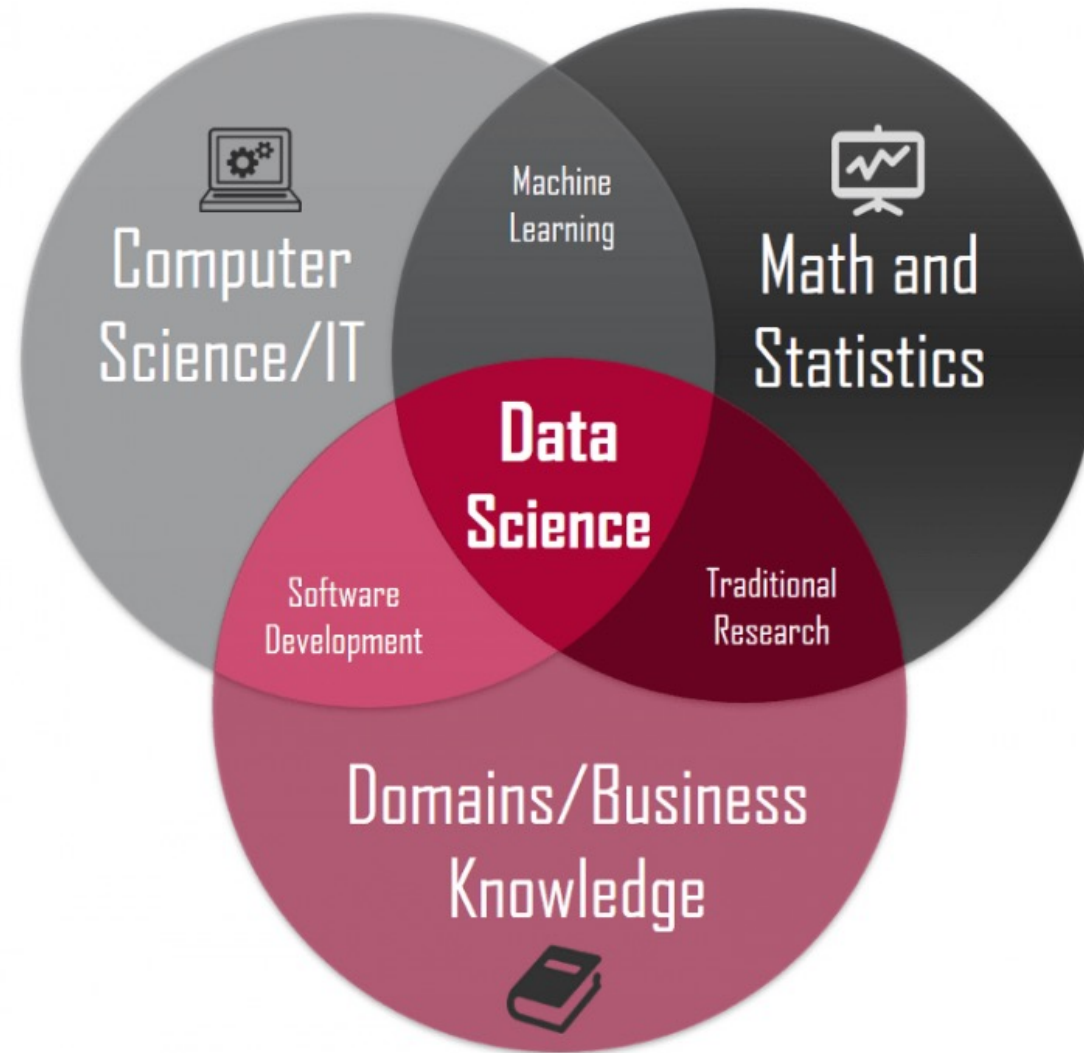 Machine
Learning
Computer
Science/IT
Math and
Statistics
Data
Science
Software
Development
Traditional
Research
Domains/Business
Knowledge